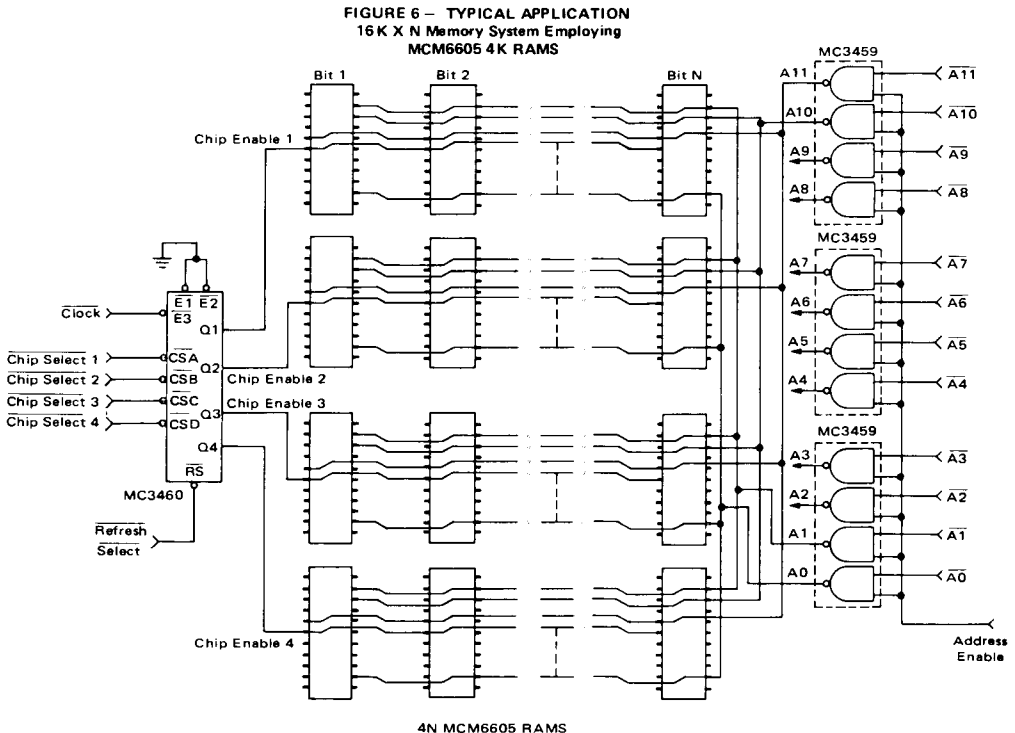 FIGURE 6 – TYPICAL APPLICATION
16K X N Memory System Employing
MCM6605 4K RAMS
Bit 1
Bit 2
Bit N
MC3459
A11
A̅1̅1̅
A10
A̅1̅0̅
A9
A̅9̅
A8
A̅8̅
Chip Enable 1
MC3459
A7
A̅7̅
A6
A̅6̅
A5
A̅5̅
A4
A̅4̅
E̅1̅ E̅2̅
E̅3̅
C̅l̅o̅c̅k̅
Q1
C̅h̅i̅p̅ S̅e̅l̅e̅c̅t̅ 1̅
C̅S̅A̅
Q2
Chip Enable 2
C̅h̅i̅p̅ S̅e̅l̅e̅c̅t̅ 2̅
C̅S̅B̅
C̅h̅i̅p̅ S̅e̅l̅e̅c̅t̅ 3̅
C̅S̅C̅
Q3
Chip Enable 3
C̅h̅i̅p̅ S̅e̅l̅e̅c̅t̅ 4̅
C̅S̅D̅
Q4
R̅S̅
MC3460
R̅e̅f̅r̅e̅s̅h̅
S̅e̅l̅e̅c̅t̅
MC3459
A3
A̅3̅
A2
A̅2̅
A1
A̅1̅
A0
A̅0̅
Chip Enable 4
Address
Enable
4N MCM6605 RAMS